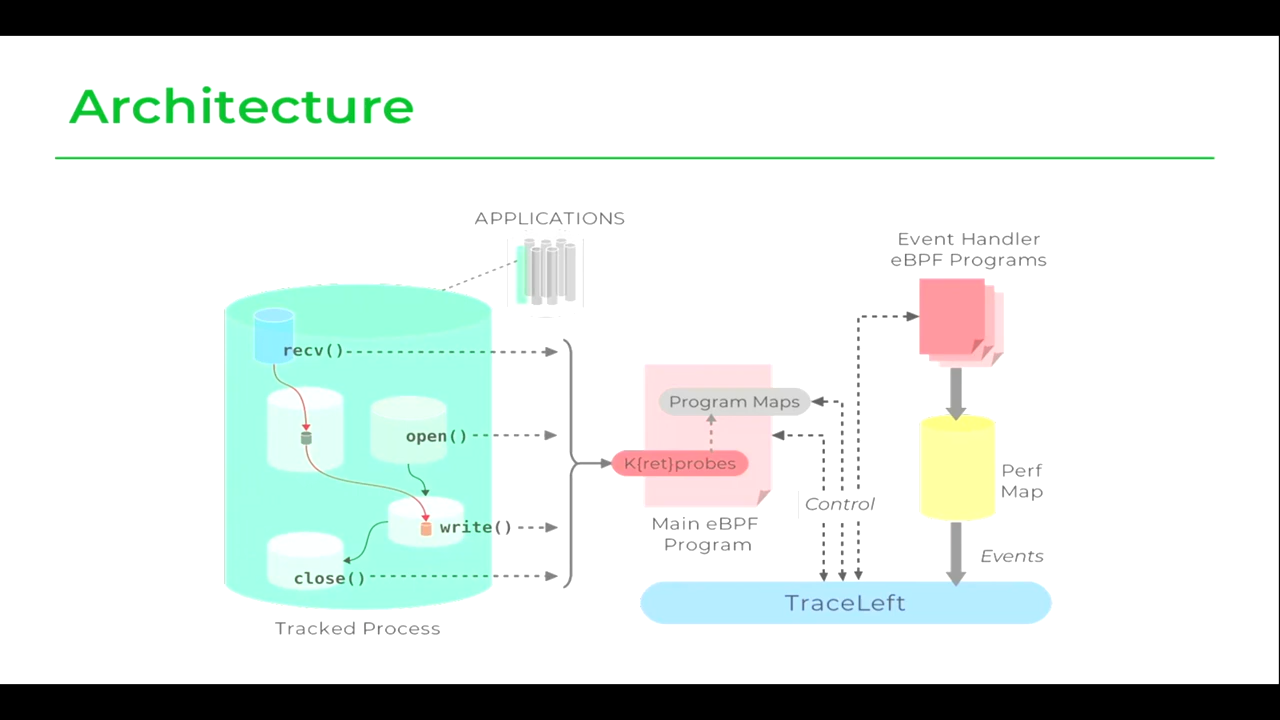 Architecture
APPLICATIONS
Event Handler
eBPF Programs
recv()
Program Maps
open()
K{ret}probes
Perf
Map
Control
Main eBPF
Program
write()
Events
close()
TraceLeft
Tracked Process